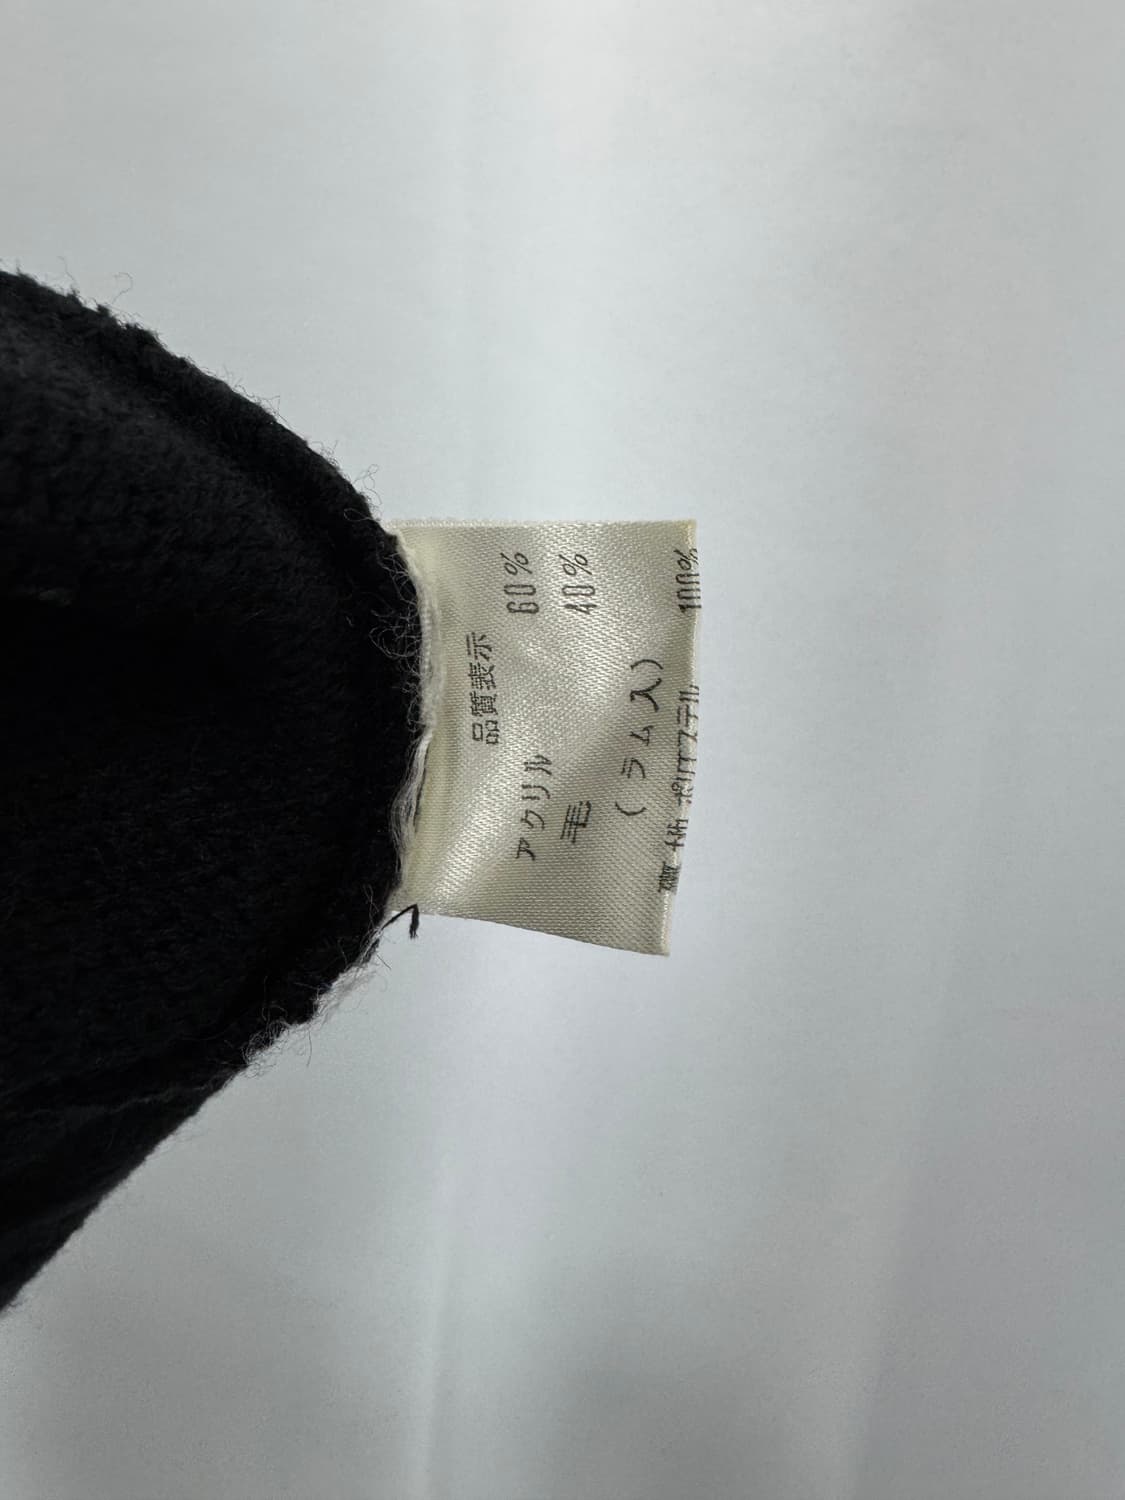 品質表示
アクリル 60%
毛 40%
(ラム入)
ポリエステル 100%